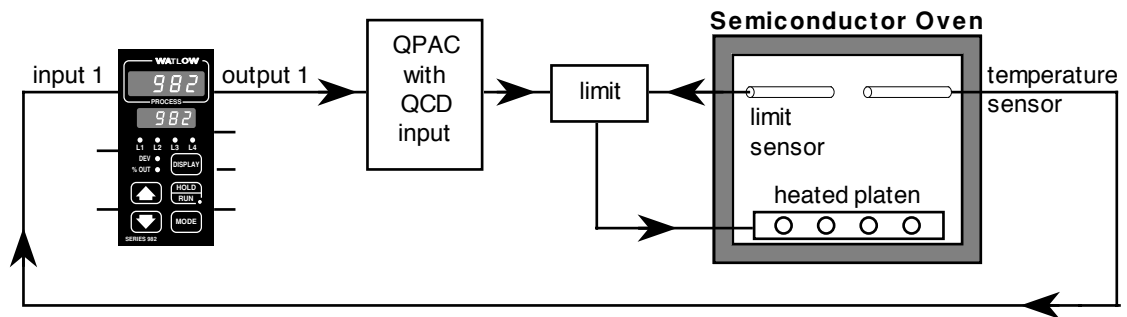 Semiconductor Oven
input 1
WATLOW
982
PROCESS
982
L1 L2 L3 L4
DEV
% OUT
DISPLAY
HOLD
RUN
MODE
SERIES 982
output 1
QPAC
with
QCD
input
limit
limit
sensor
temperature
sensor
heated platen